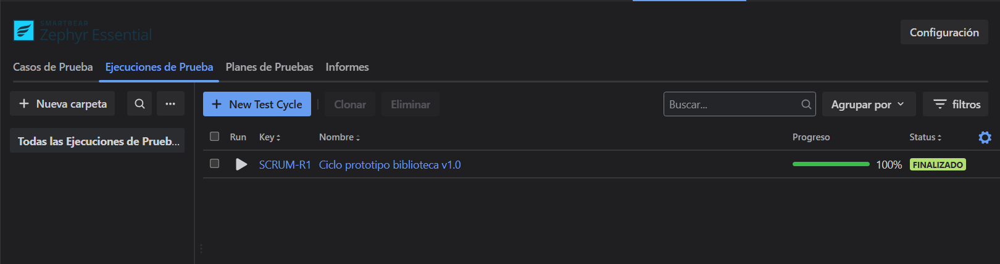 SMARTBEAR
Zephyr Essential
Configuración
Casos de Prueba Ejecuciones de Prueba Planes de Pruebas Informes
+ Nueva carpeta ...
+ New Test Cycle Clonar Eliminar Buscar... Agrupar por filtros
Todas las Ejecuciones de Prueb...
Run Key Nombre Progreso Status
SCRUM-R1 Ciclo prototipo biblioteca v1.0 100% FINALIZADO